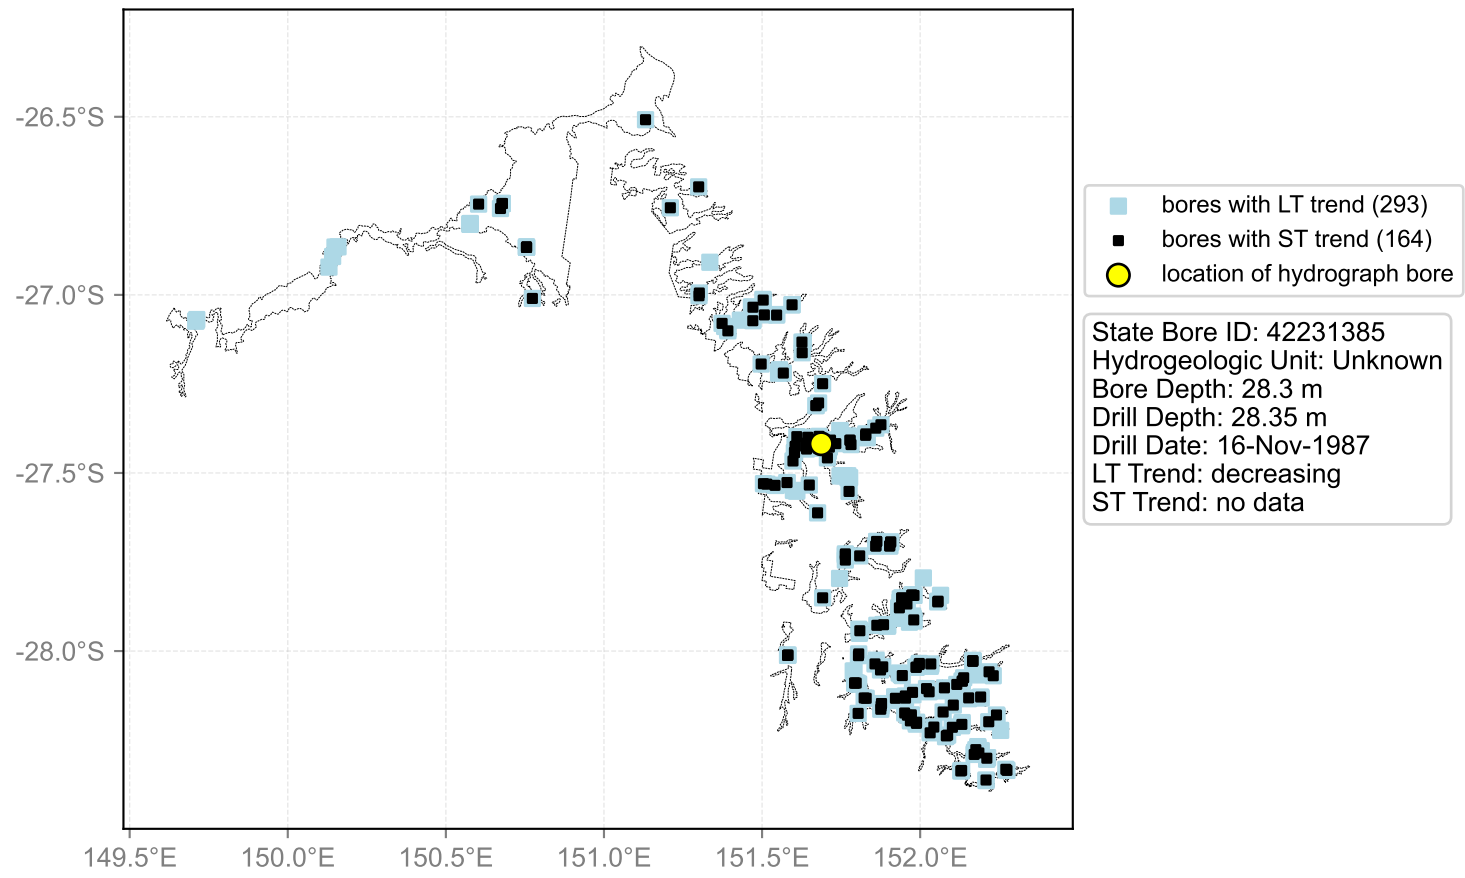 -26.5°S
-27.0°S
-27.5°S
-28.0°S
149.5°E 150.0°E 150.5°E 151.0°E 151.5°E 152.0°E
bores with LT trend (293)
bores with ST trend (164)
location of hydrograph bore
State Bore ID: 42231385
Hydrogeologic Unit: Unknown
Bore Depth: 28.3 m
Drill Depth: 28.35 m
Drill Date: 16-Nov-1987
LT Trend: decreasing
ST Trend: no data